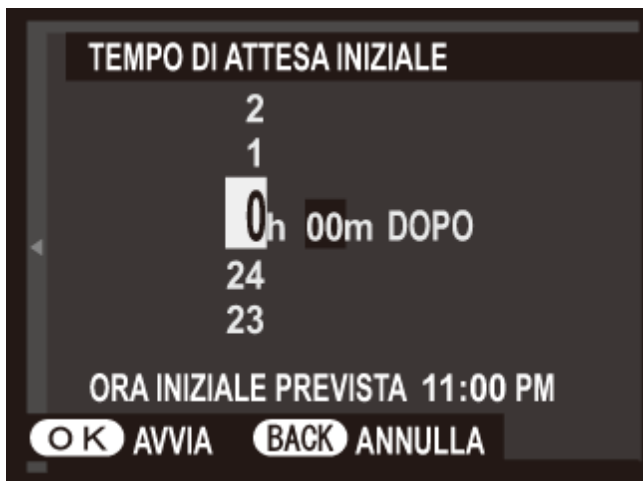 TEMPO DI ATTESA INIZIALE
2
1
0h 00m DOPO
24
23
ORA INIZIALE PREVISTA 11:00 PM
OK AVVIA BACK ANNULLA